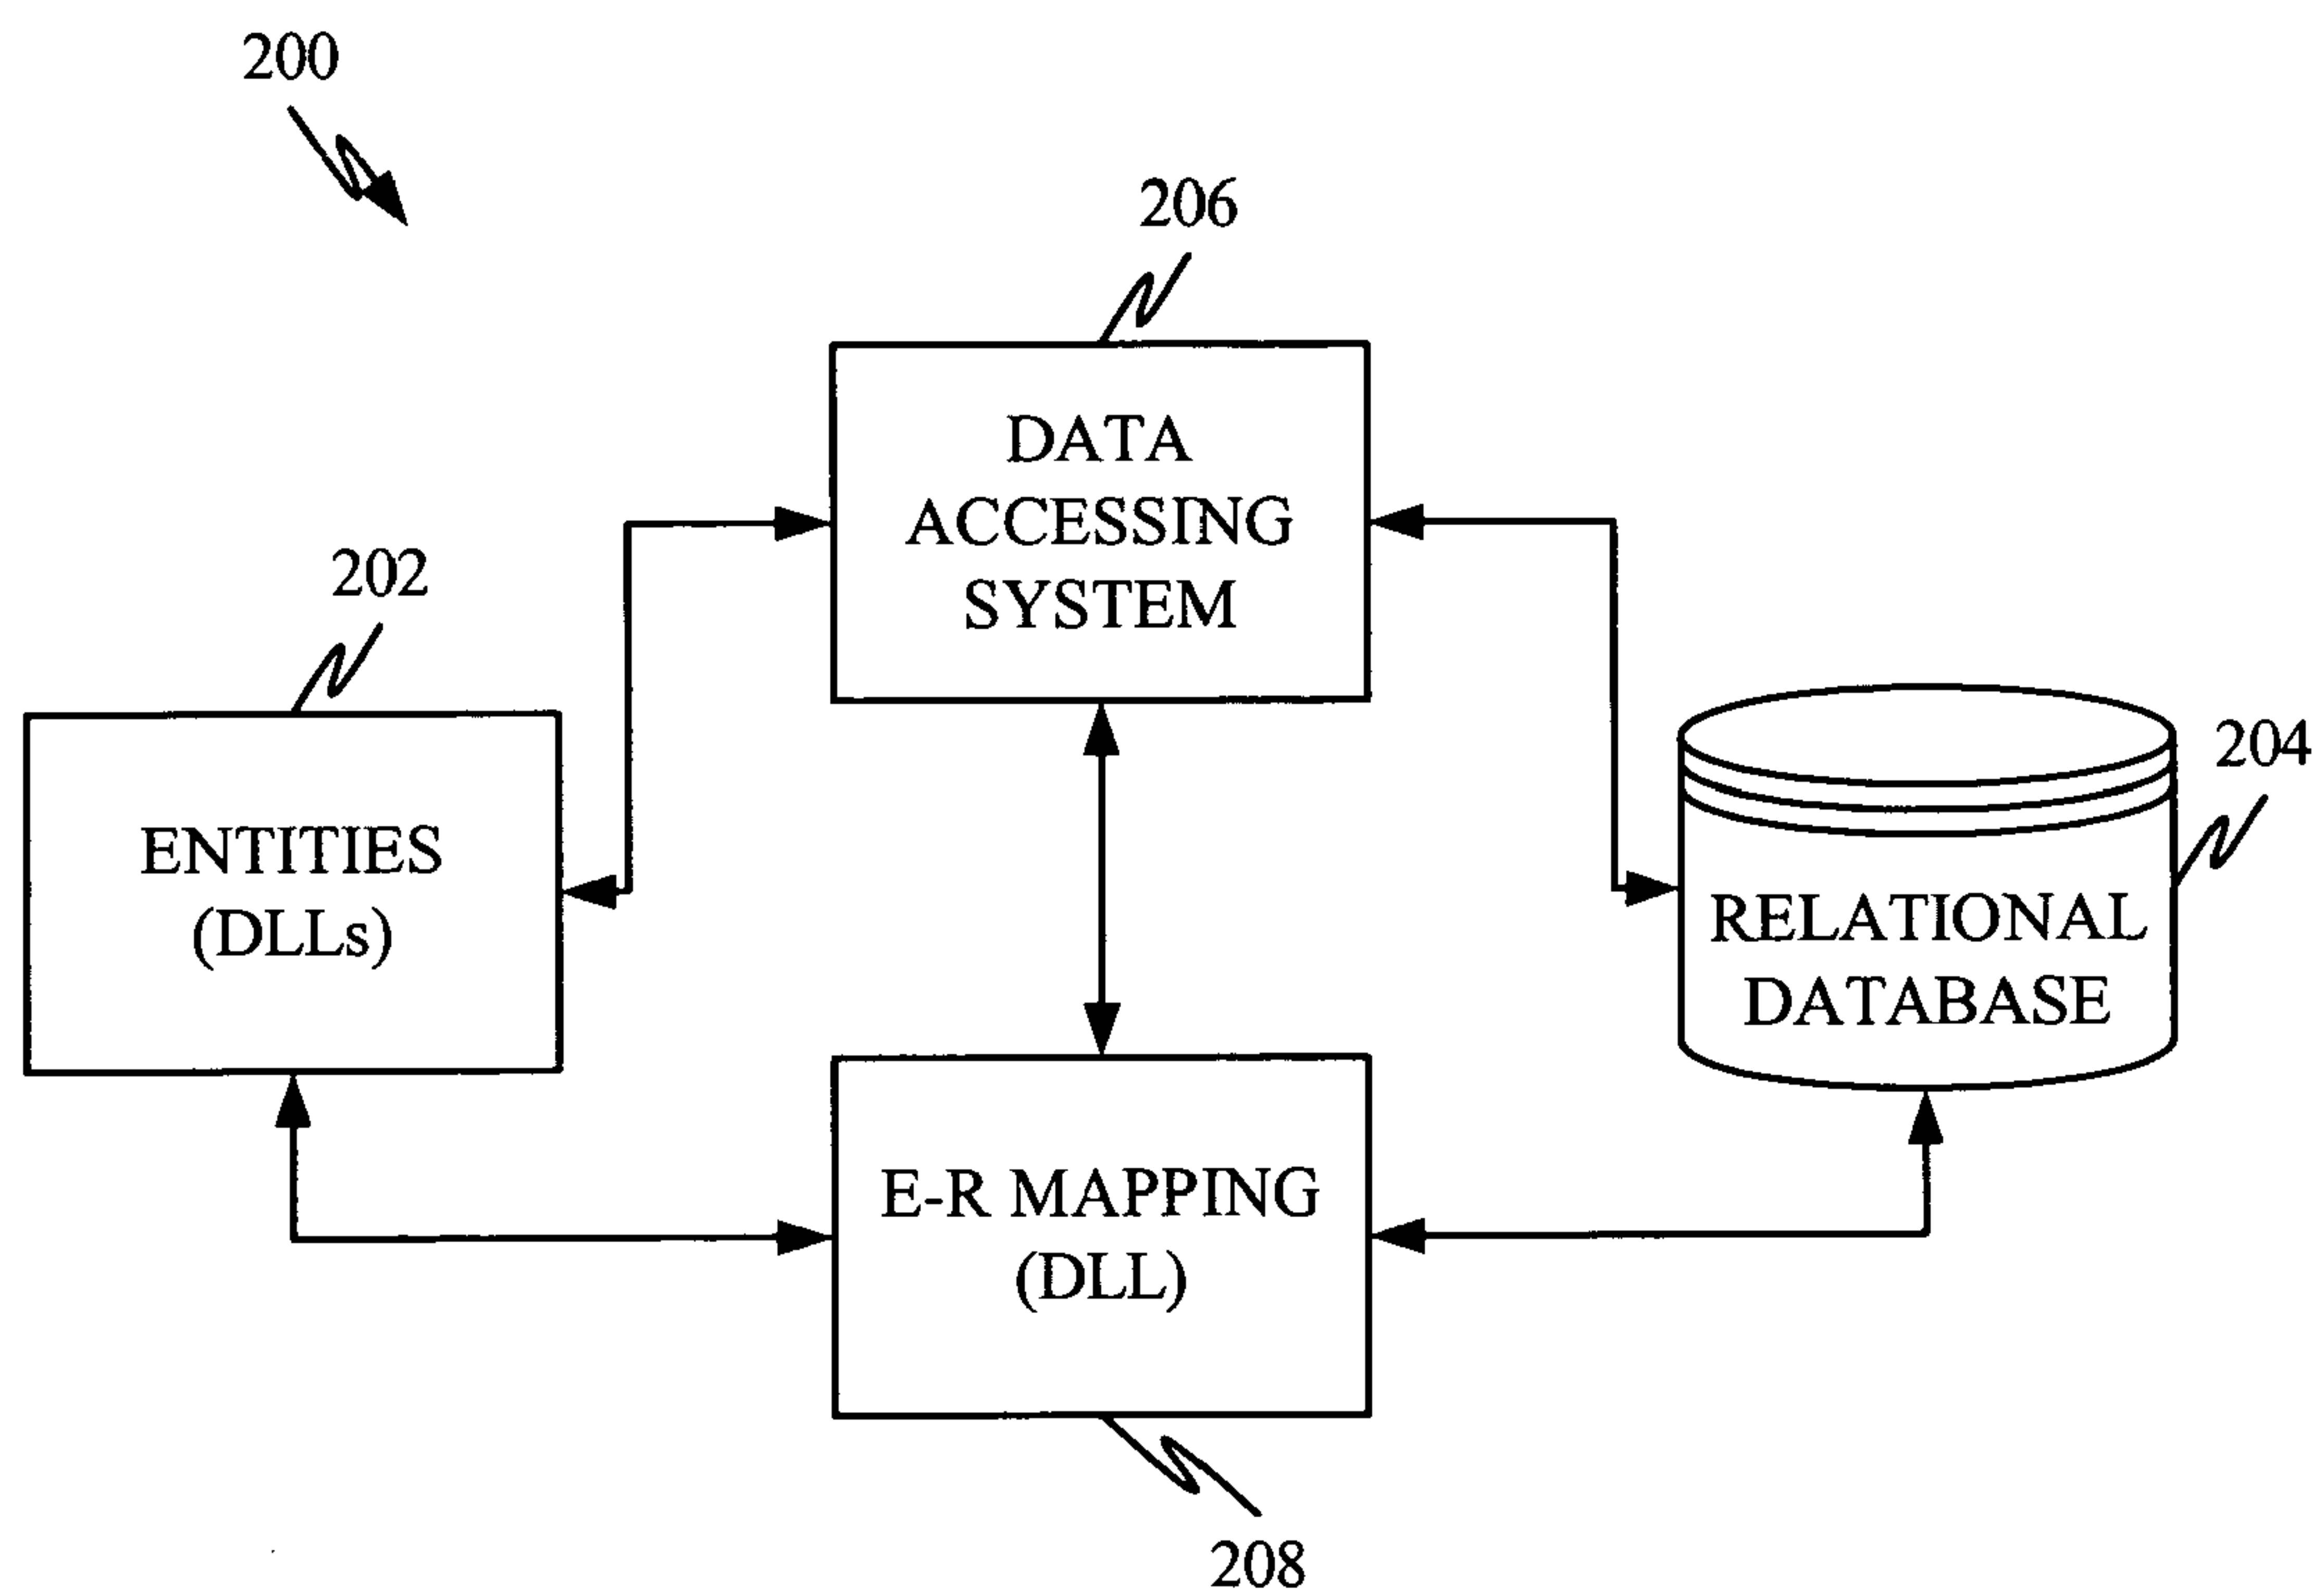 200
206
DATA
ACCESSING
SYSTEM
202
204
ENTITIES
(DLLs)
RELATIONAL
DATABASE
E-R MAPPING
(DLL)
208